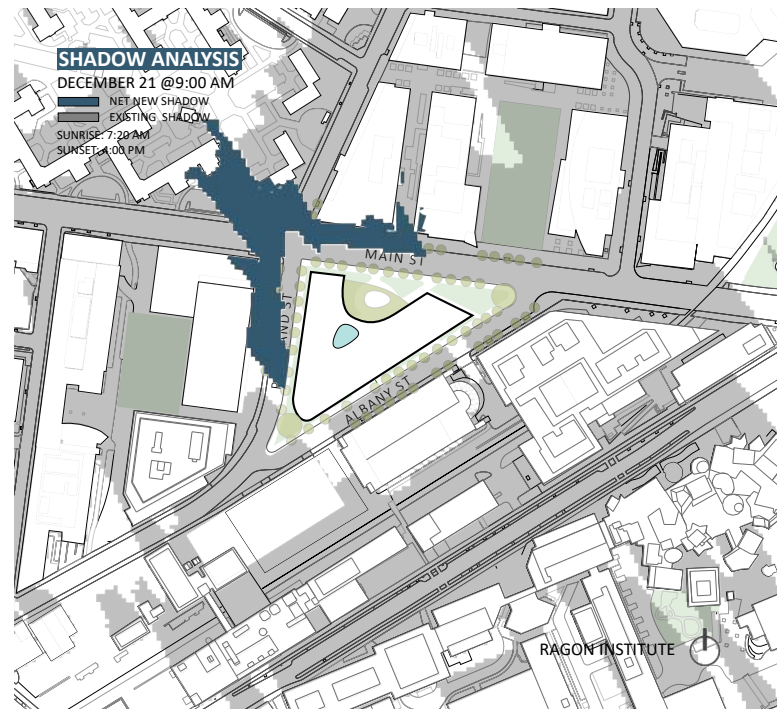 SHADOW ANALYSIS
DECEMBER 21 @9:00 AM
NET NEW SHADOW
EXISTING SHADOW
SUNRISE: 7:20 AM
SUNSET: 4:00 PM
MAIN ST
ST
ALBANY ST
RAGON INSTITUTE